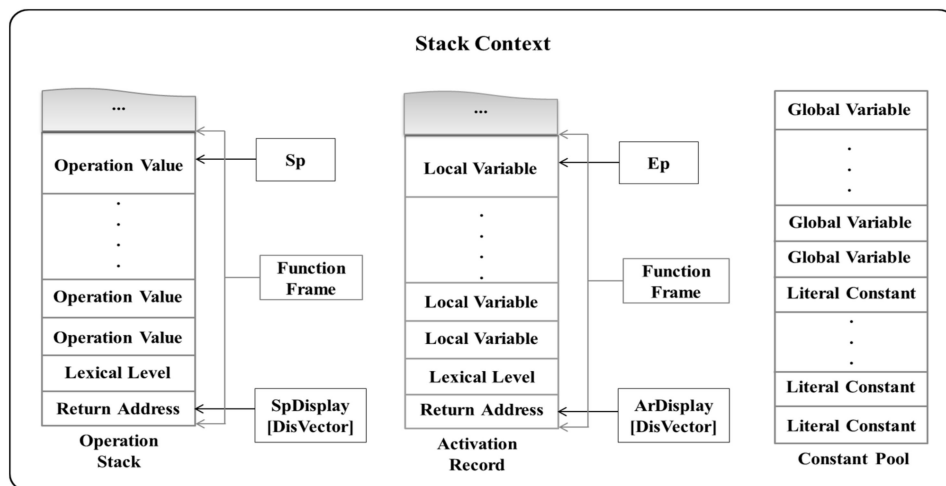 Stack Context
...
Operation Value
Operation Value
Operation Value
Lexical Level
Return Address
Operation
Stack
Sp
Function
Frame
SpDisplay
[DisVector]
...
Local Variable
Local Variable
Local Variable
Lexical Level
Return Address
Activation
Record
Ep
Function
Frame
ArDisplay
[DisVector]
Global Variable
Global Variable
Global Variable
Literal Constant
Literal Constant
Literal Constant
Constant Pool